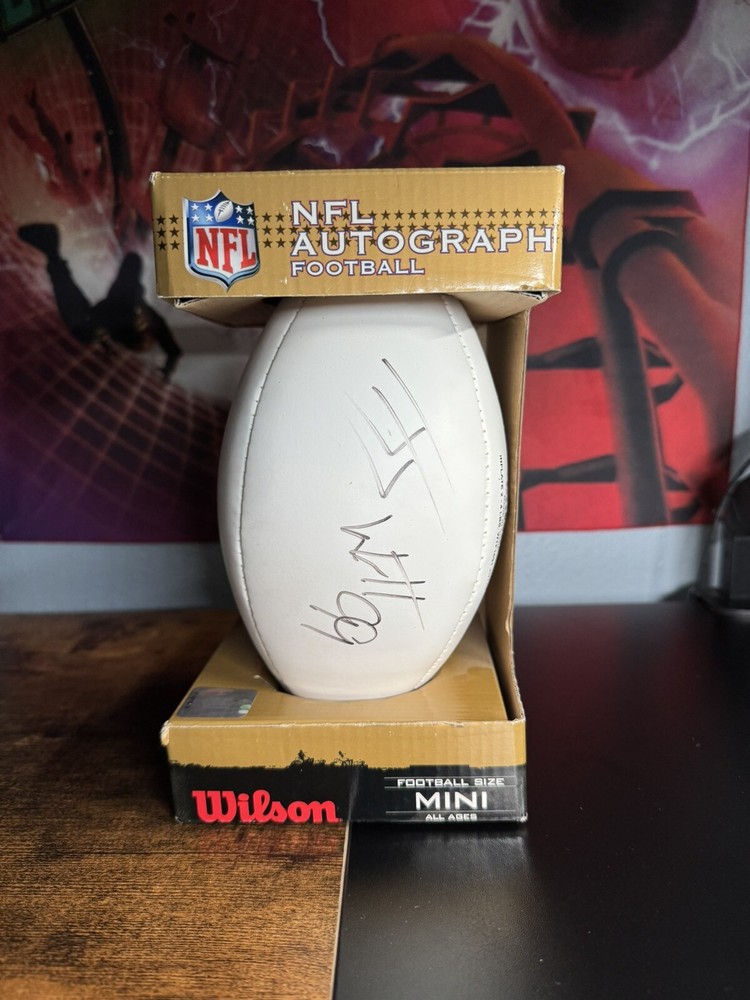 NFL
NFL
AUTOGRAPH
FOOTBALL
Wilson
FOOTBALL SIZE
MINI
ALL AGES